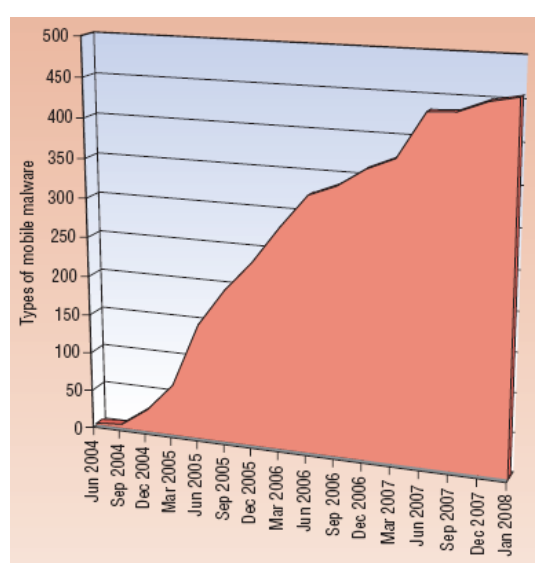 500
450
400
350
300
250
200
150
100
50
0
Types of mobile malware
Jun 2004
Sep 2004
Dec 2004
Mar 2005
Jun 2005
Sep 2005
Dec 2005
Mar 2006
Jun 2006
Sep 2006
Dec 2006
Mar 2007
Jun 2007
Sep 2007
Dec 2007
Jan 2008